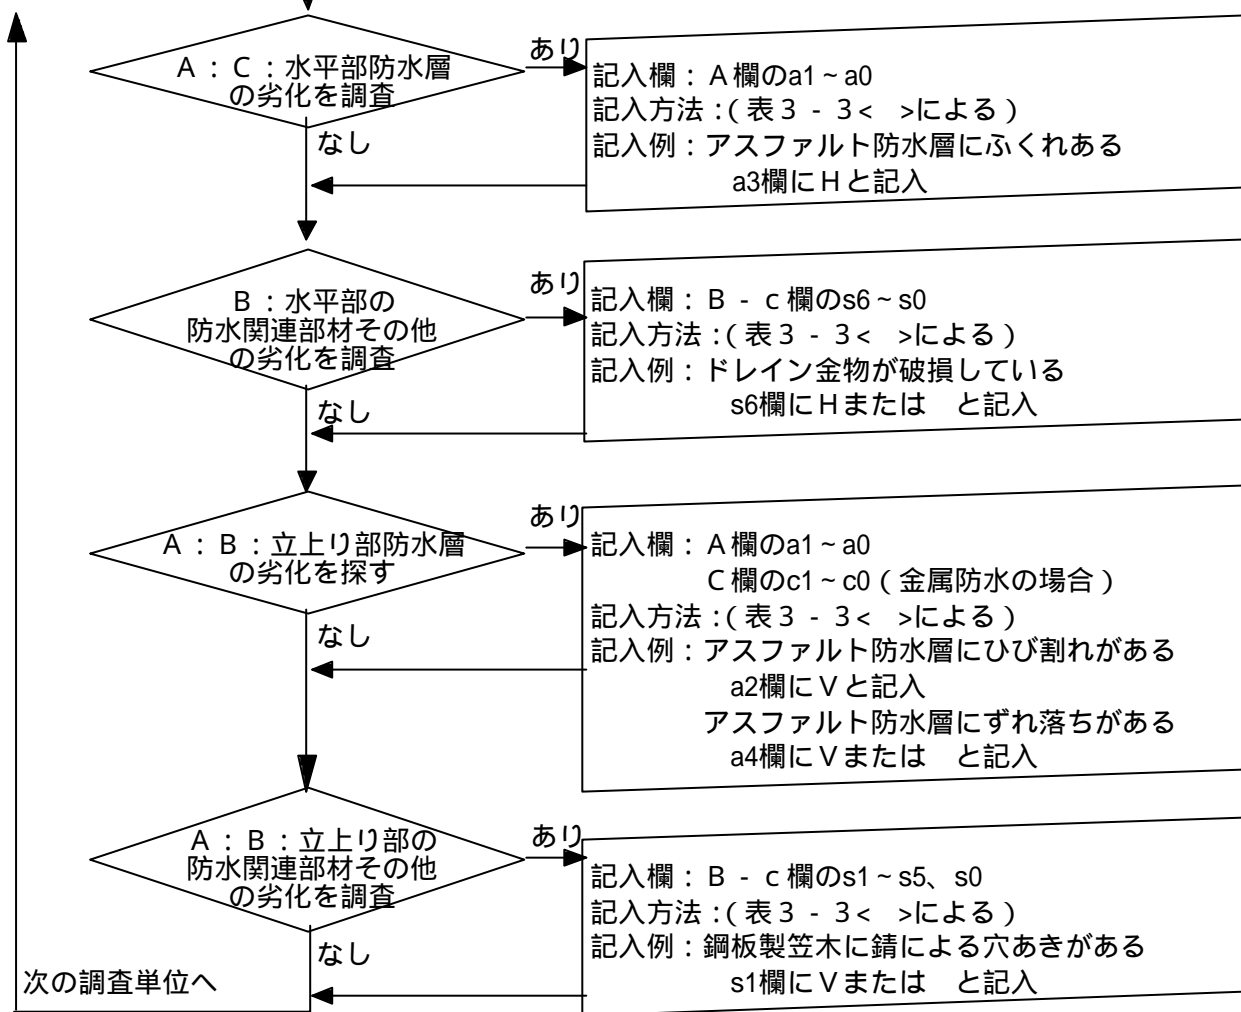 A：C：水平部防水層
の劣化を調査
あり
なし
記入欄：A欄のa1～a0
記入方法：(表3-3<　>による)
記入例：アスファルト防水層にふくれある
a3欄にHと記入
B：水平部の
防水関連部材その他
の劣化を調査
あり
なし
記入欄：B-c欄のs6～s0
記入方法：(表3-3<　>による)
記入例：ドレイン金物が破損している
s6欄にHまたは　と記入
A：B：立上り部防水層
の劣化を探す
あり
なし
記入欄：A欄のa1～a0
C欄のc1～c0(金属防水の場合)
記入方法：(表3-3<　>による)
記入例：アスファルト防水層にひび割れがある
a2欄にVと記入
アスファルト防水層にずれ落ちがある
a4欄にVまたは　と記入
A：B：立上り部の
防水関連部材その他
の劣化を調査
あり
なし
記入欄：B-c欄のs1～s5、s0
記入方法：(表3-3<　>による)
記入例：鋼板製笠木に錆による穴あきがある
s1欄にVまたは　と記入
次の調査単位へ